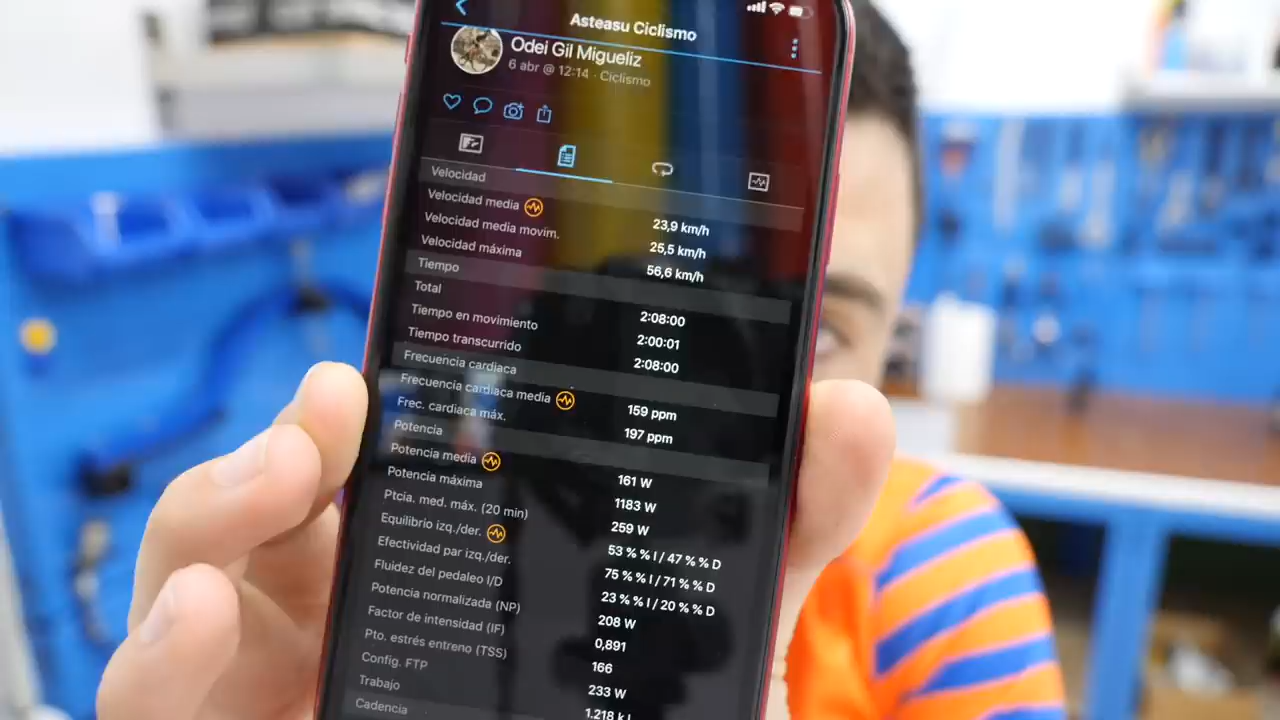 Asteasu Ciclismo
Odei Gil Migueliz
6 abr @ 12:14 · Ciclismo
Velocidad
Velocidad media 23,9 km/h
Velocidad media movim. 25,5 km/h
Velocidad máxima 56,6 km/h
Tiempo
Total 2:08:00
Tiempo en movimiento 2:00:01
Tiempo transcurrido 2:08:00
Frecuencia cardiaca
Frecuencia cardiaca media 159 ppm
Frec. cardiaca máx. 197 ppm
Potencia
Potencia media 161 W
Potencia máxima 1183 W
Ptcia. med. máx. (20 min) 259 W
Equilibrio izq./der. 53 % % I / 47 % % D
Efectividad par izq./der. 75 % % I / 71 % % D
Fluidez del pedaleo I/D 23 % % I / 20 % % D
Potencia normalizada (NP) 208 W
Factor de intensidad (IF) 0,891
Pto. estrés entreno (TSS) 166
Config. FTP 233 W
Trabajo 1.218 kJ
Cadencia